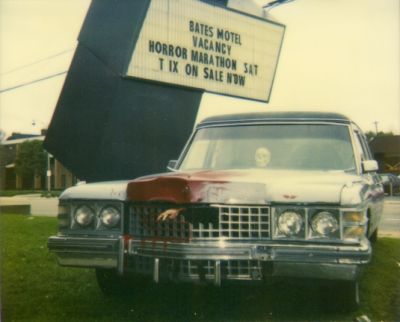 BATES MOTEL
VACANCY
HORROR MARATHON SAT
TIX ON SALE NOW